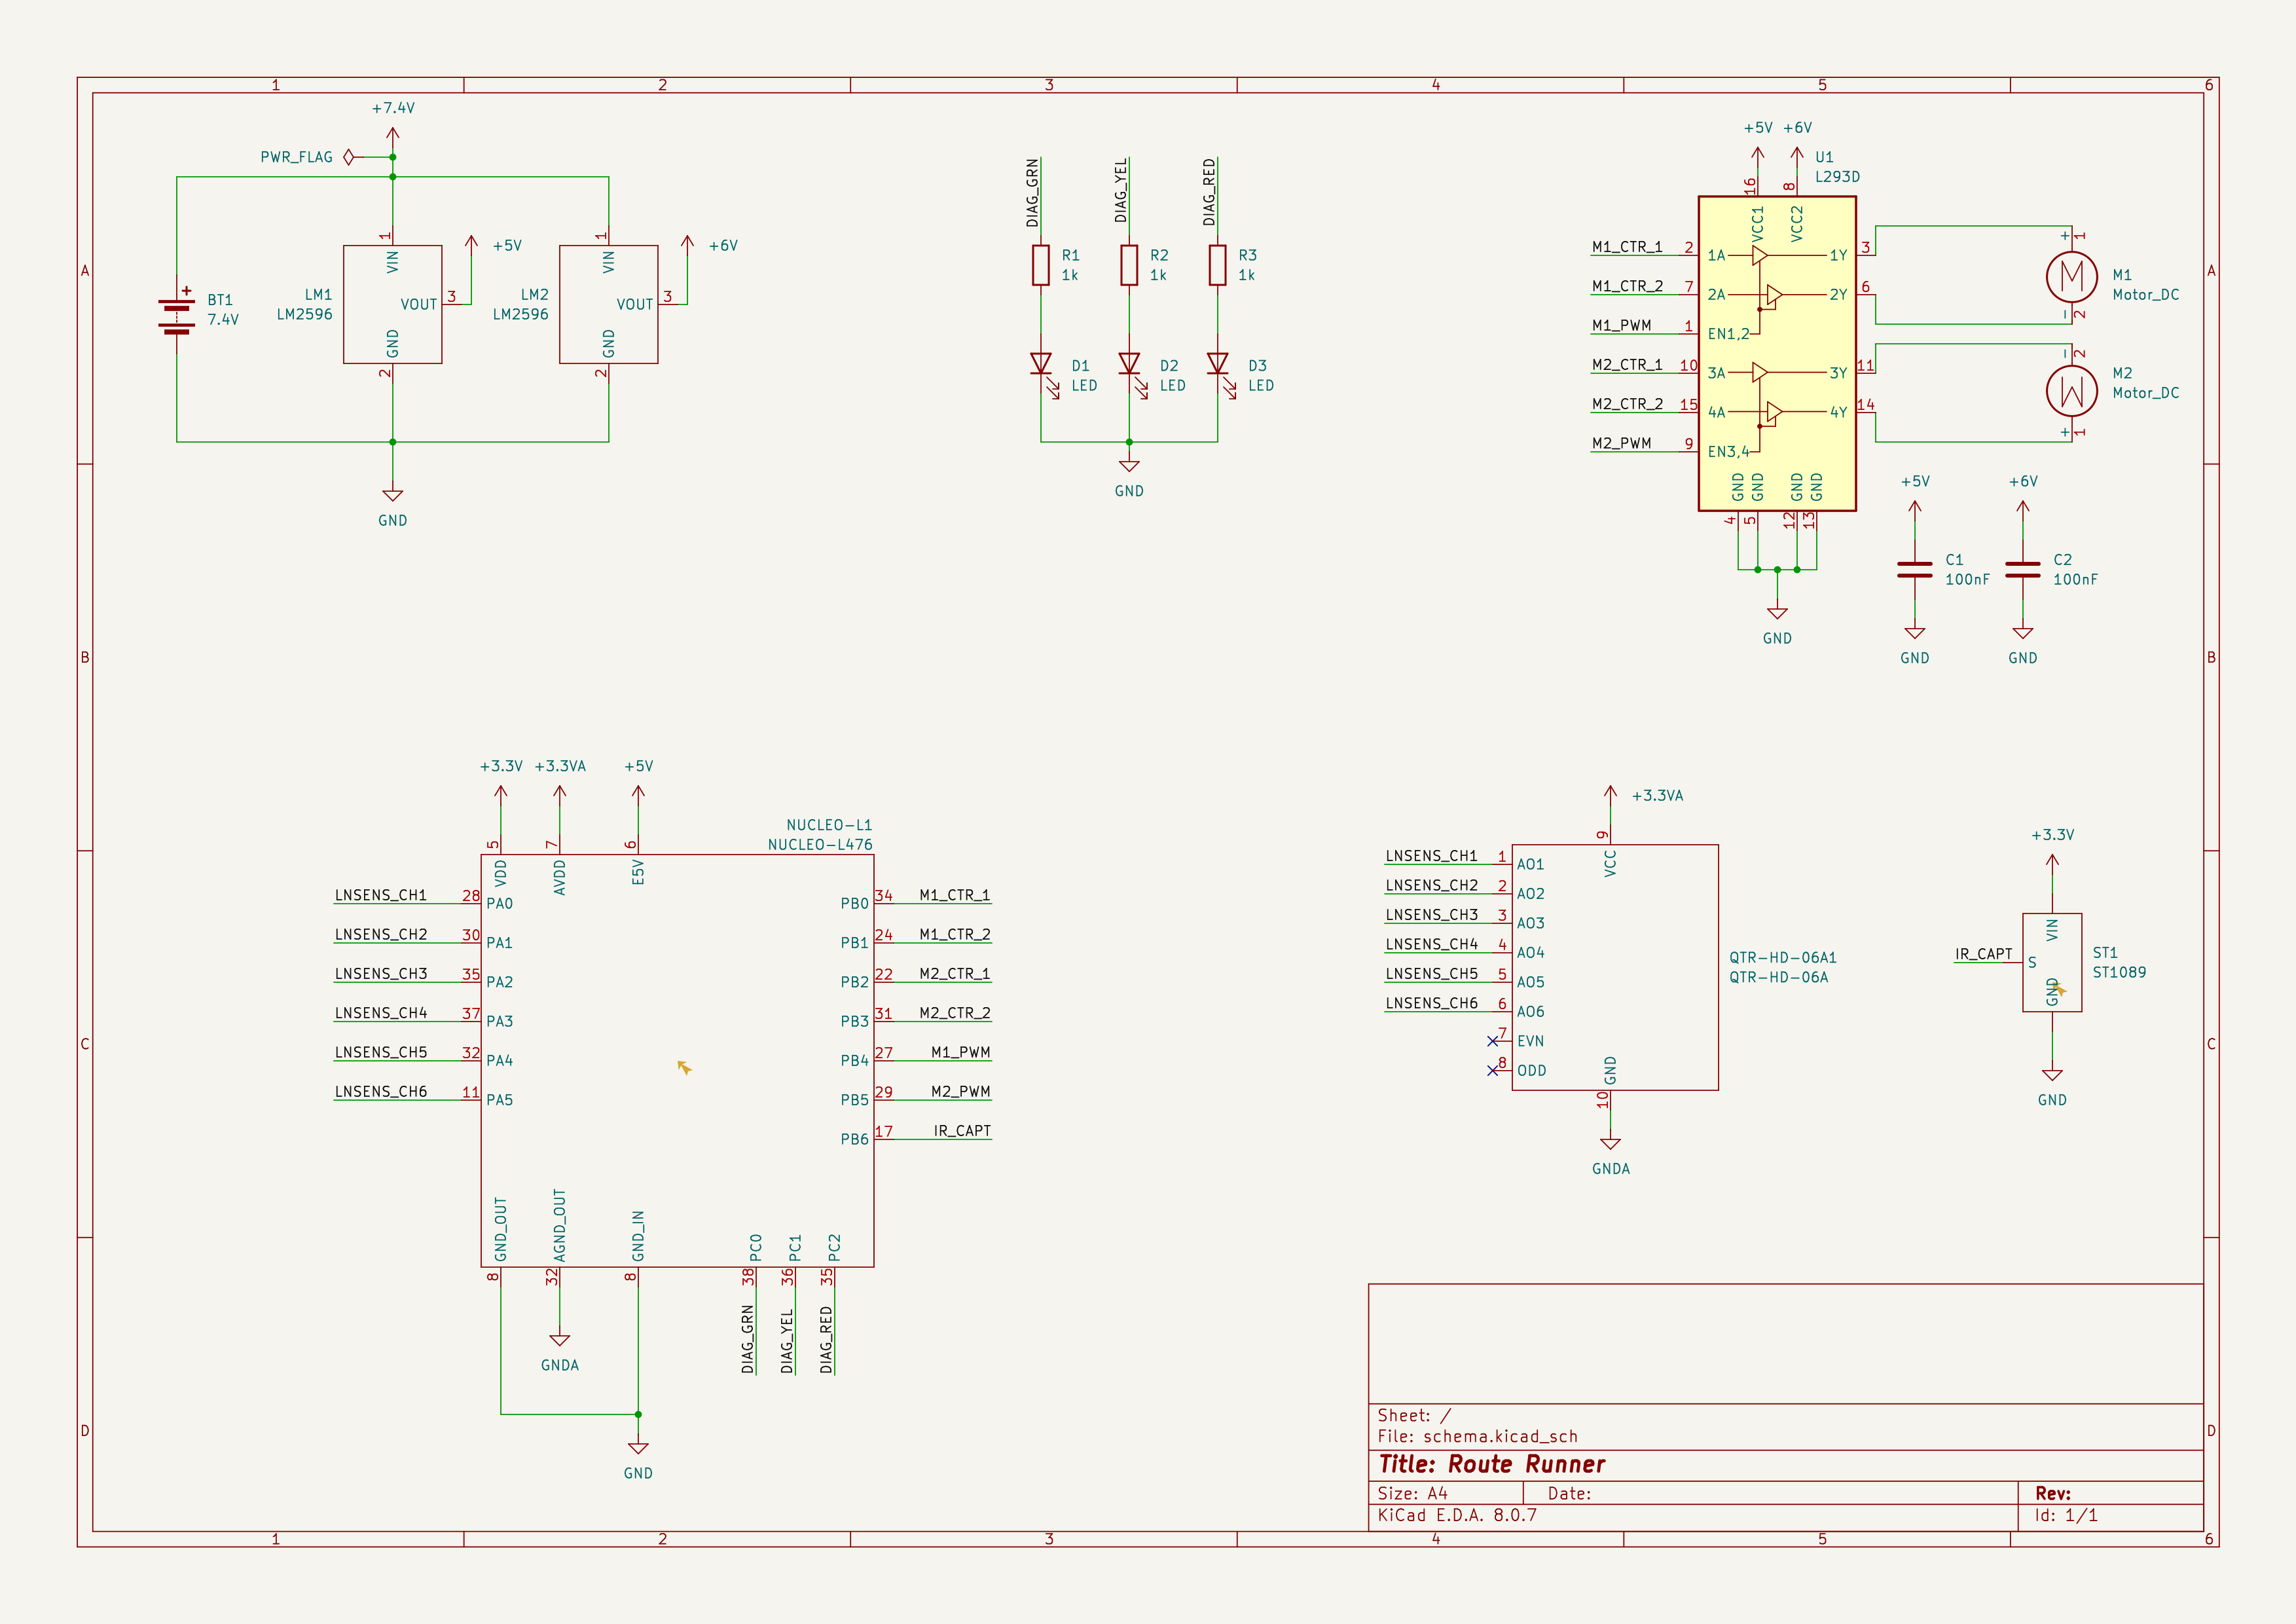 1 2 3 4 5 6
A
B
C
D
+7.4V
PWR_FLAG
BT1
7.4V
+
1
VIN
LM1
LM2596
VOUT
3
+5V
GND
2
1
VIN
LM2
LM2596
VOUT
3
+6V
GND
2
GND
DIAG_GRN
DIAG_YEL
DIAG_RED
R1
1k
R2
1k
R3
1k
D1
LED
D2
LED
D3
LED
GND
+5V +6V
U1
L293D
16
8
VCC1
VCC2
M1_CTR_1 2 1A
M1_CTR_2 7 2A
M1_PWM 1 EN1,2
M2_CTR_1 10 3A
M2_CTR_2 15 4A
M2_PWM 9 EN3,4
1Y 3
2Y 6
3Y 11
4Y 14
GND GND GND GND
4 5 12 13
GND
+ 1
M
M1
Motor_DC
- 2
- 2
M
M2
Motor_DC
+ 1
+5V
C1
100nF
GND
+6V
C2
100nF
GND
+3.3V +3.3VA +5V
NUCLEO-L1
NUCLEO-L476
5 7 6
VDD AVDD E5V
LNSENS_CH1 28 PA0
LNSENS_CH2 30 PA1
LNSENS_CH3 35 PA2
LNSENS_CH4 37 PA3
LNSENS_CH5 32 PA4
LNSENS_CH6 11 PA5
PB0 34 M1_CTR_1
PB1 24 M1_CTR_2
PB2 22 M2_CTR_1
PB3 31 M2_CTR_2
PB4 27 M1_PWM
PB5 29 M2_PWM
PB6 17 IR_CAPT
GND_OUT AGND_OUT GND_IN PC0 PC1 PC2
8 32 8 38 36 35
DIAG_GRN
DIAG_YEL
DIAG_RED
GNDA
GND
+3.3VA
9
VCC
LNSENS_CH1 1 AO1
LNSENS_CH2 2 AO2
LNSENS_CH3 3 AO3
LNSENS_CH4 4 AO4
LNSENS_CH5 5 AO5
LNSENS_CH6 6 AO6
7 EVN
8 ODD
QTR-HD-06A1
QTR-HD-06A
GND
10
GNDA
+3.3V
VIN
IR_CAPT S
GND
ST1
ST1089
GND
Sheet: /
File: schema.kicad_sch
Title: Route Runner
Size: A4 Date: Rev:
KiCad E.D.A. 8.0.7 Id: 1/1
A
B
C
D
1 2 3 4 5 6